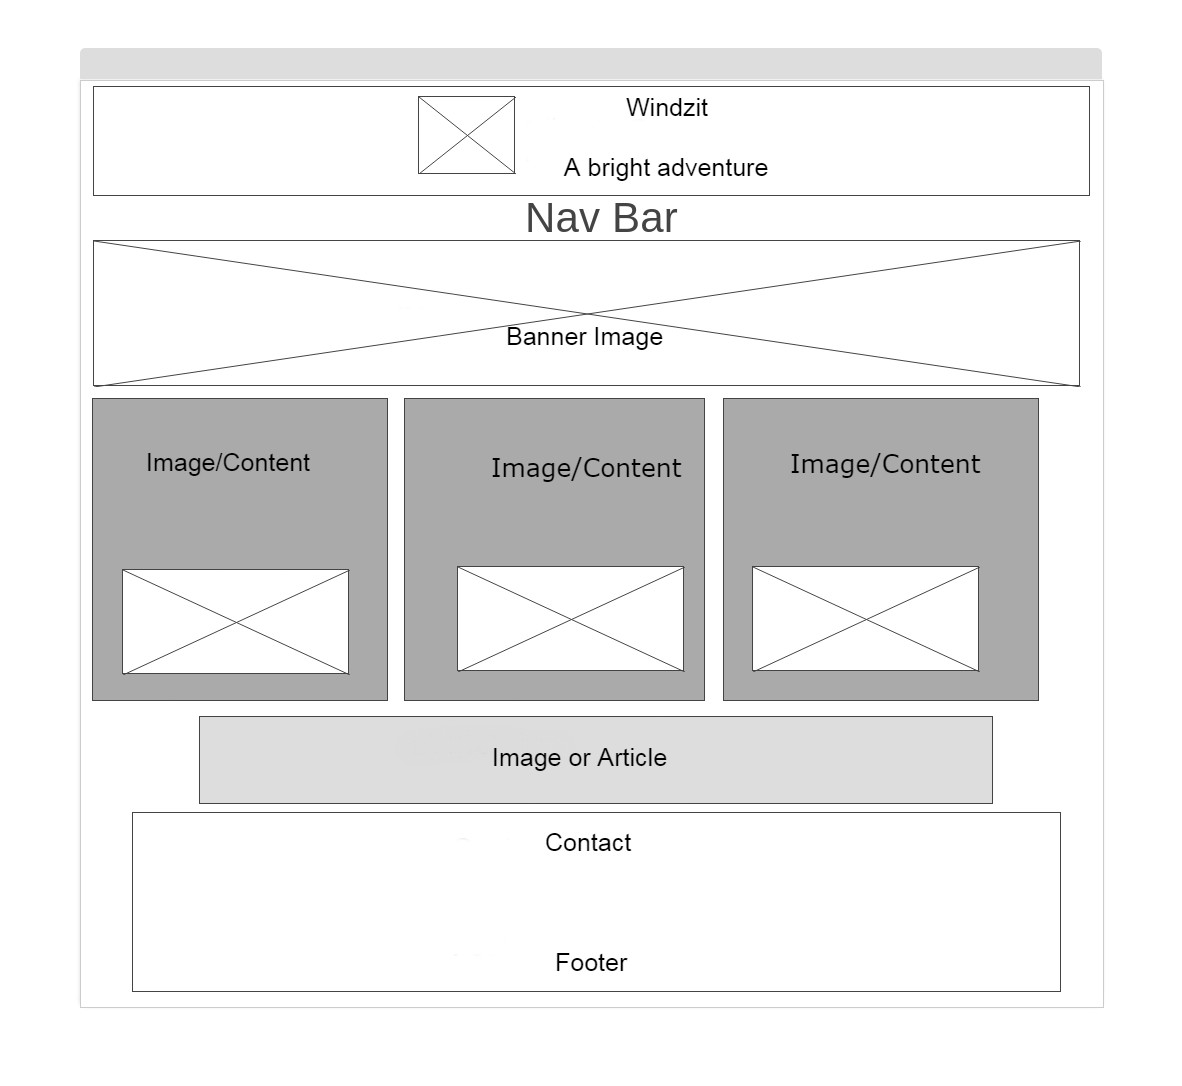 Windzit
A bright adventure
Nav Bar
Banner Image
Image/Content
Image/Content
Image/Content
Image or Article
Contact
Footer